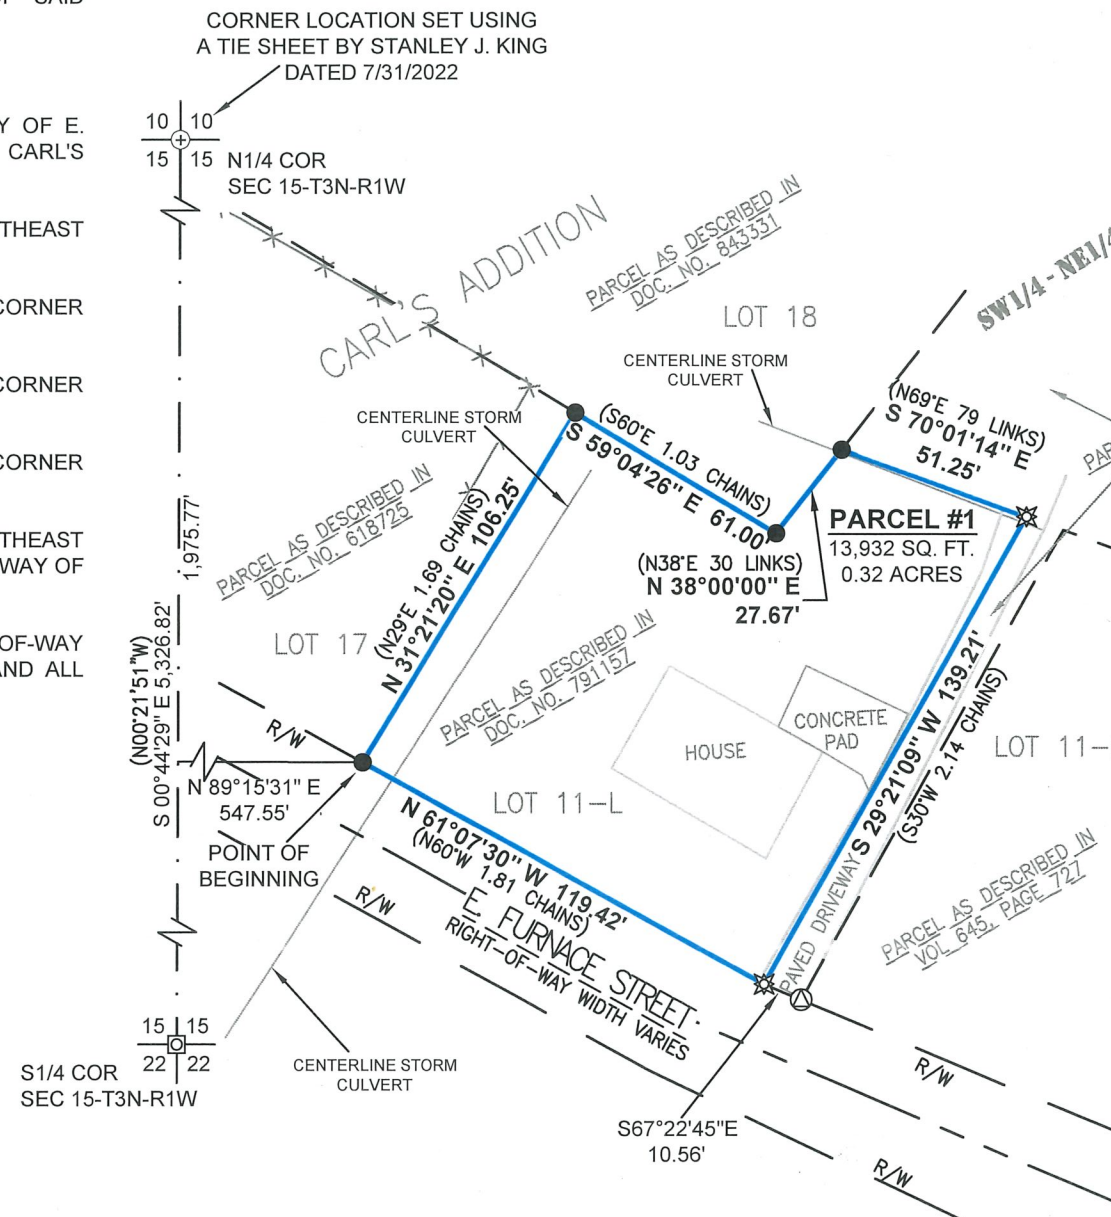 SAID
CORNER LOCATION SET USING
A TIE SHEET BY STANLEY J. KING
DATED 7/31/2022
Y OF E.
CARL'S
THEAST
CORNER
CORNER
CORNER
THEAST
WAY OF
OF-WAY
AND ALL
10 10
15 15
N1/4 COR
SEC 15-T3N-R1W
CARL'S ADDITION
PARCEL AS DESCRIBED IN
DOC. NO. 843331
SW1/4 - NE1/4
LOT 18
CENTERLINE STORM
CULVERT
(N69°E 79 LINKS)
S 70°01'14" E
51.25'
PAR
CENTERLINE STORM
CULVERT
(S60°E 1.03 CHAINS)
S 59°04'26" E 61.00'
PARCEL #1
13,932 SQ. FT.
0.32 ACRES
(N38°E 30 LINKS)
N 38°00'00" E
27.67'
PARCEL AS DESCRIBED IN
DOC. NO. 618725
(N29°E 1.69 CHAINS)
N 31°21'20" E 106.25'
1,975.77'
(N00°21'51"W)
S 00°44'29" E 5,326.82'
LOT 17
PARCEL AS DESCRIBED IN
DOC. NO. 791157
HOUSE
CONCRETE
PAD
S 29°21'09" W 139.21'
(S30°W 2.14 CHAINS)
LOT 11-
R/W
N 89°15'31" E
547.55'
POINT OF
BEGINNING
LOT 11-L
N 61°07'30" W 119.42'
(N60°W 1.81 CHAINS)
R/W
E. FURNACE STREET
RIGHT-OF-WAY WIDTH VARIES
PAVED DRIVEWAY
PARCEL AS DESCRIBED IN
VOL 645, PAGE 727
15 15
22 22
S1/4 COR
SEC 15-T3N-R1W
CENTERLINE STORM
CULVERT
S67°22'45"E
10.56'
R/W
R/W